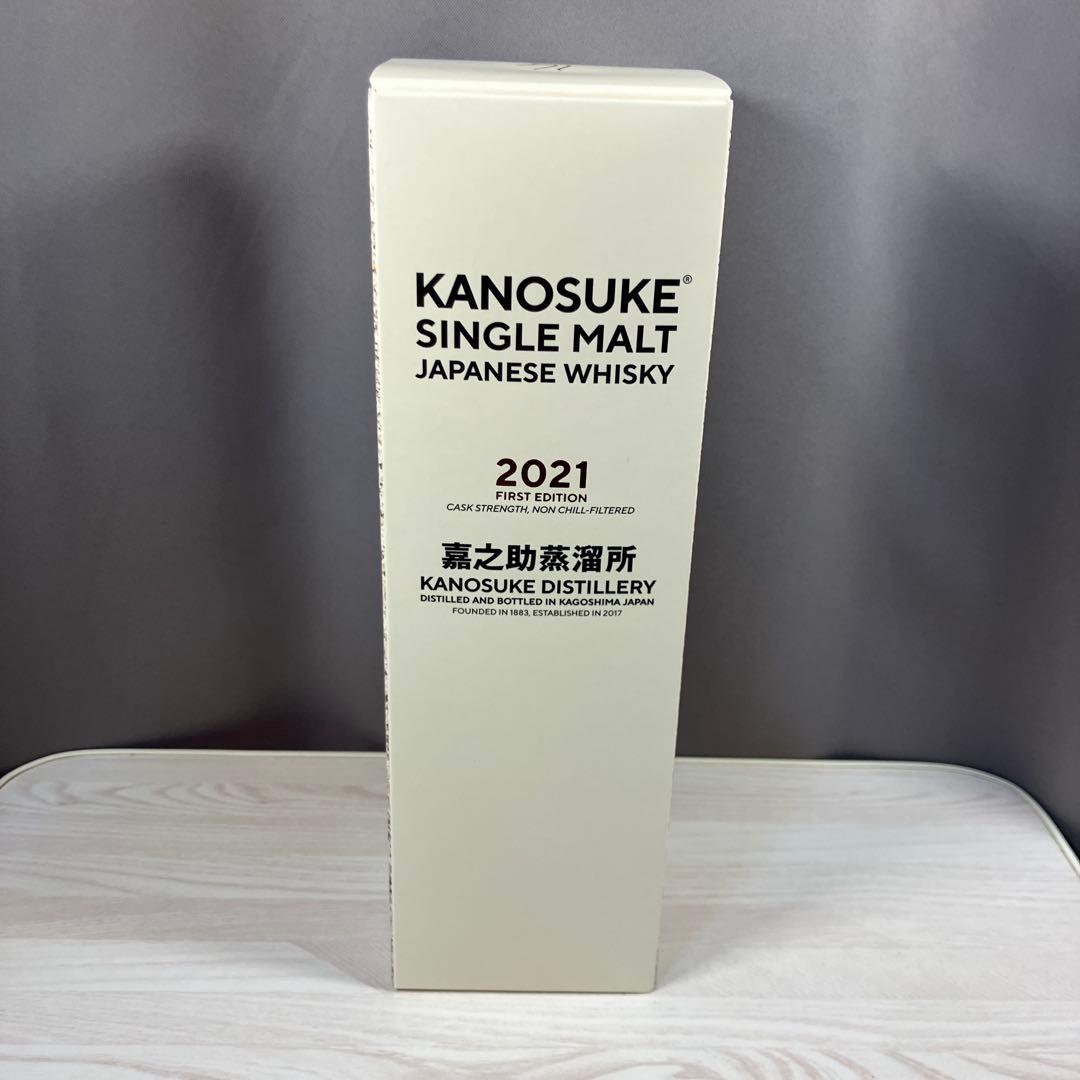 KANOSUKE®
SINGLE MALT
JAPANESE WHISKY
2021
FIRST EDITION
CASK STRENGTH, NON CHILL-FILTERED
嘉之助蒸溜所
KANOSUKE DISTILLERY
DISTILLED AND BOTTLED IN KAGOSHIMA JAPAN
FOUNDED IN 1883, ESTABLISHED IN 2017